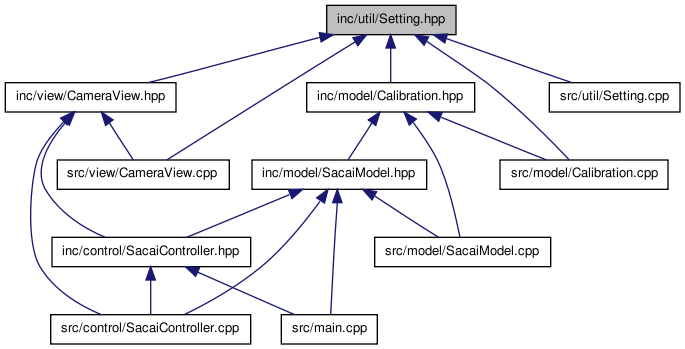 inc/util/Setting.hpp
inc/view/CameraView.hpp
inc/model/Calibration.hpp
src/util/Setting.cpp
src/view/CameraView.cpp
inc/model/SacaiModel.hpp
src/model/Calibration.cpp
inc/control/SacaiController.hpp
src/model/SacaiModel.cpp
src/control/SacaiController.cpp
src/main.cpp